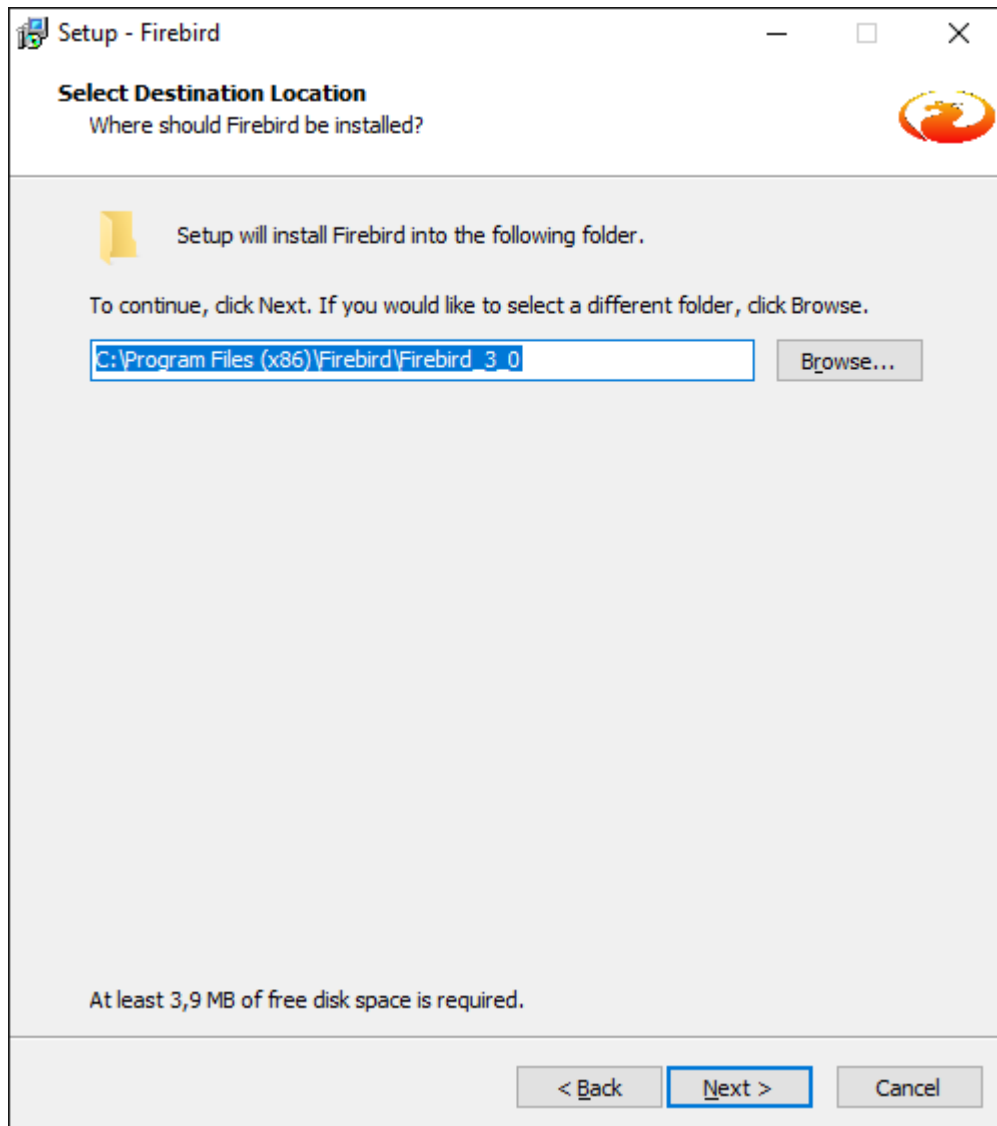 Setup - Firebird
Select Destination Location
Where should Firebird be installed?
Setup will install Firebird into the following folder.
To continue, click Next. If you would like to select a different folder, click Browse.
C:\Program Files (x86)\Firebird\Firebird_3_0
Browse...
At least 3,9 MB of free disk space is required.
< Back
Next >
Cancel